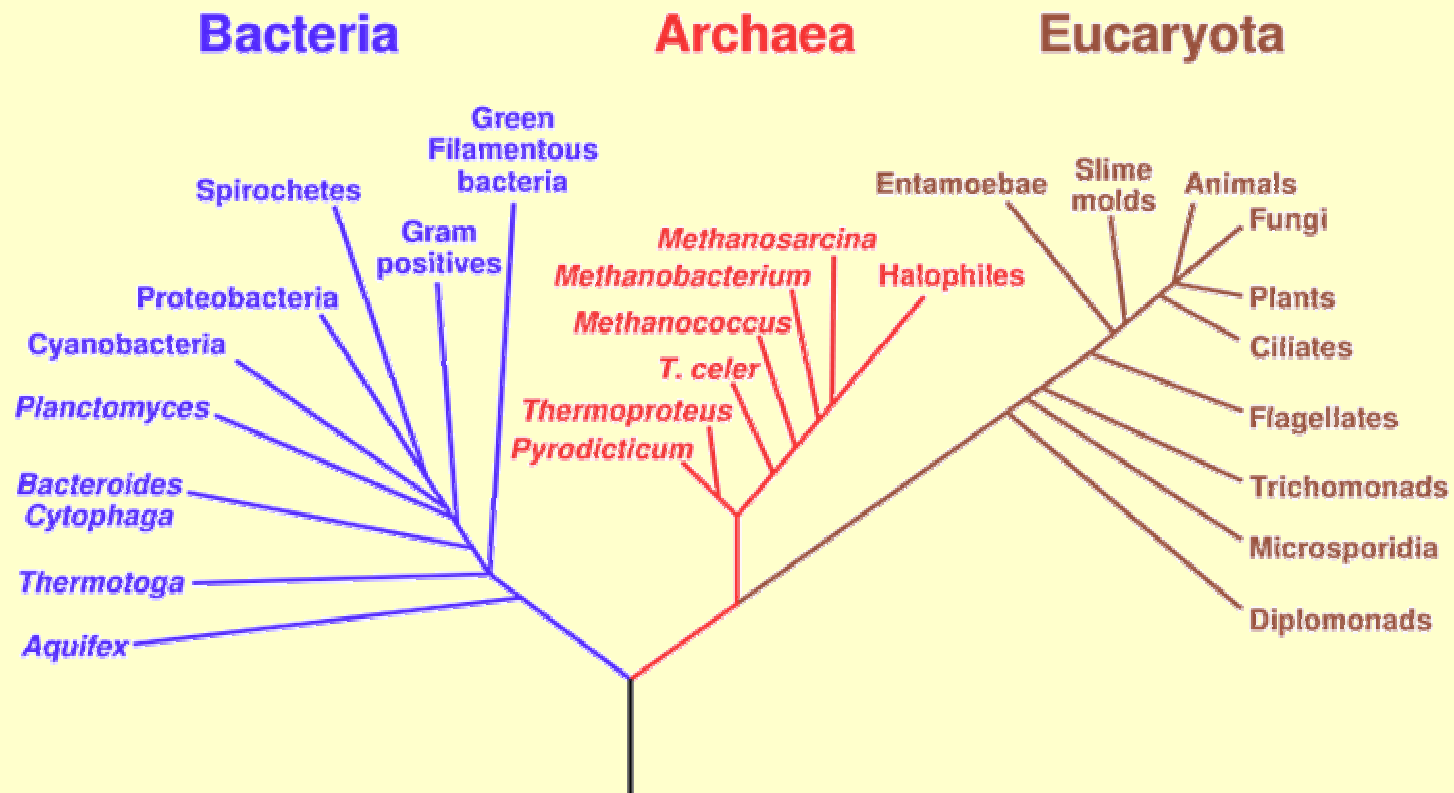 Bacteria
Archaea
Eucaryota
Green
Filamentous
bacteria
Spirochetes
Gram
positives
Proteobacteria
Cyanobacteria
Planctomyces
Bacteroides
Cytophaga
Thermotoga
Aquifex
Methanosarcina
Methanobacterium
Halophiles
Methanococcus
T. celer
Thermoproteus
Pyrodicticum
Entamoebae
Slime
molds
Animals
Fungi
Plants
Ciliates
Flagellates
Trichomonads
Microsporidia
Diplomonads